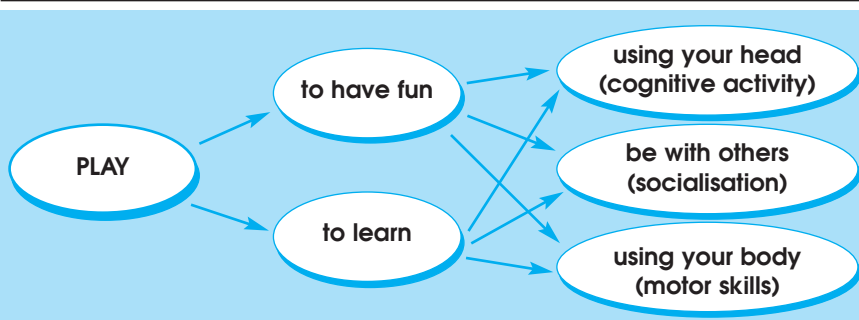 PLAY
to have fun
to learn
using your head
(cognitive activity)
be with others
(socialisation)
using your body
(motor skills)